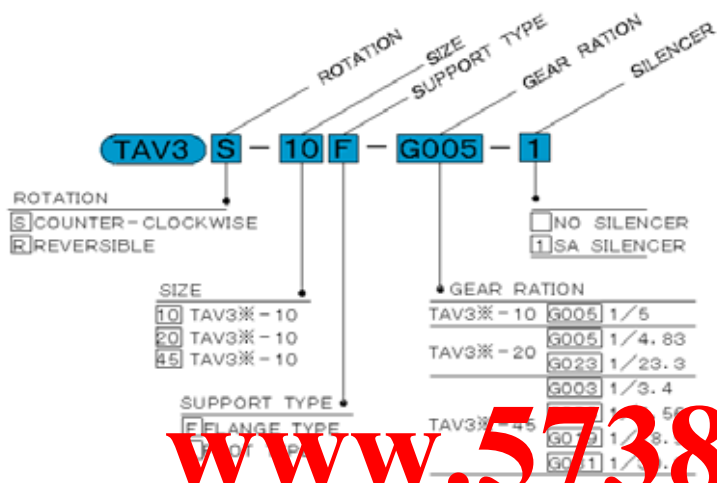 ROTATION
SIZE
SUPPORT TYPE
GEAR RATION
SILENCER
TAV3 S - 10 F - G005 - 1
ROTATION
S COUNTER-CLOCKWISE
R REVERSIBLE
NO SILENCER
1 SA SILENCER
SIZE
10 TAV3※-10
20 TAV3※-10
45 TAV3※-10
GEAR RATION
TAV3※-10 G005 1/5
TAV3※-20 G005 1/4.83
G023 1/23.3
TAV3※-45 G003 1/3.4
SUPPORT TYPE
F FLANGE TYPE
www.5738